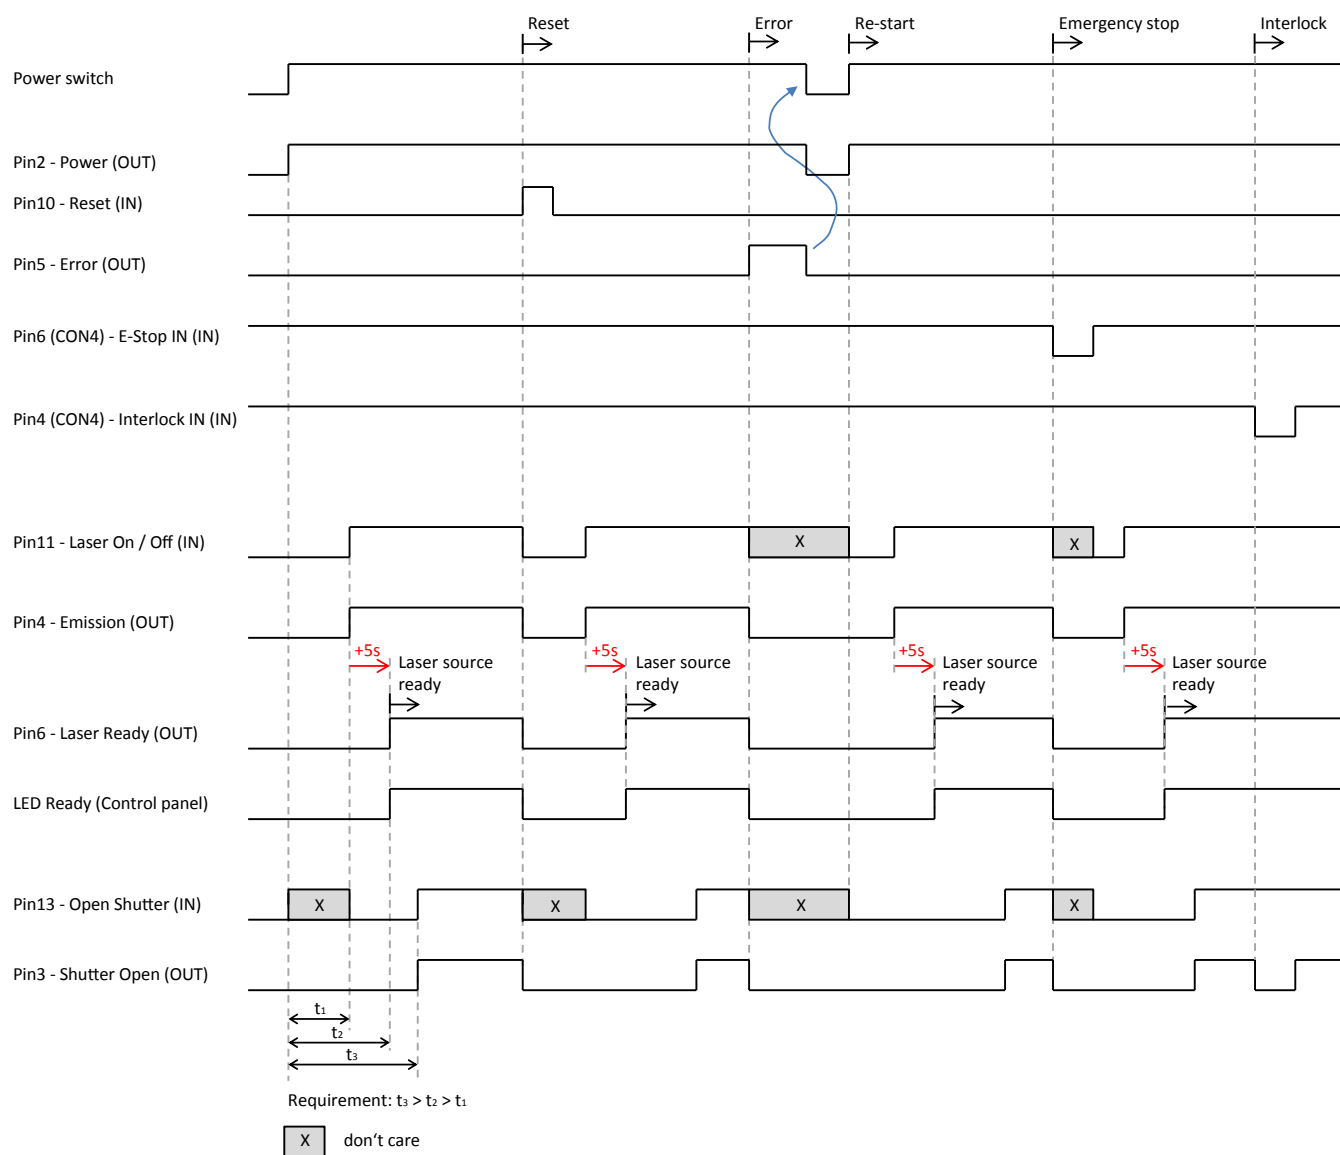 Reset
Error
Re-start
Emergency stop
Interlock
Power switch
Pin2 - Power (OUT)
Pin10 - Reset (IN)
Pin5 - Error (OUT)
Pin6 (CON4) - E-Stop IN (IN)
Pin4 (CON4) - Interlock IN (IN)
Pin11 - Laser On / Off (IN)
X
X
Pin4 - Emission (OUT)
+5s
Laser source
ready
+5s
Laser source
ready
+5s
Laser source
ready
+5s
Laser source
ready
Pin6 - Laser Ready (OUT)
LED Ready (Control panel)
Pin13 - Open Shutter (IN)
X
X
X
X
Pin3 - Shutter Open (OUT)
t₁
t₂
t₃
Requirement: t₃ > t₂ > t₁
X don‘t care